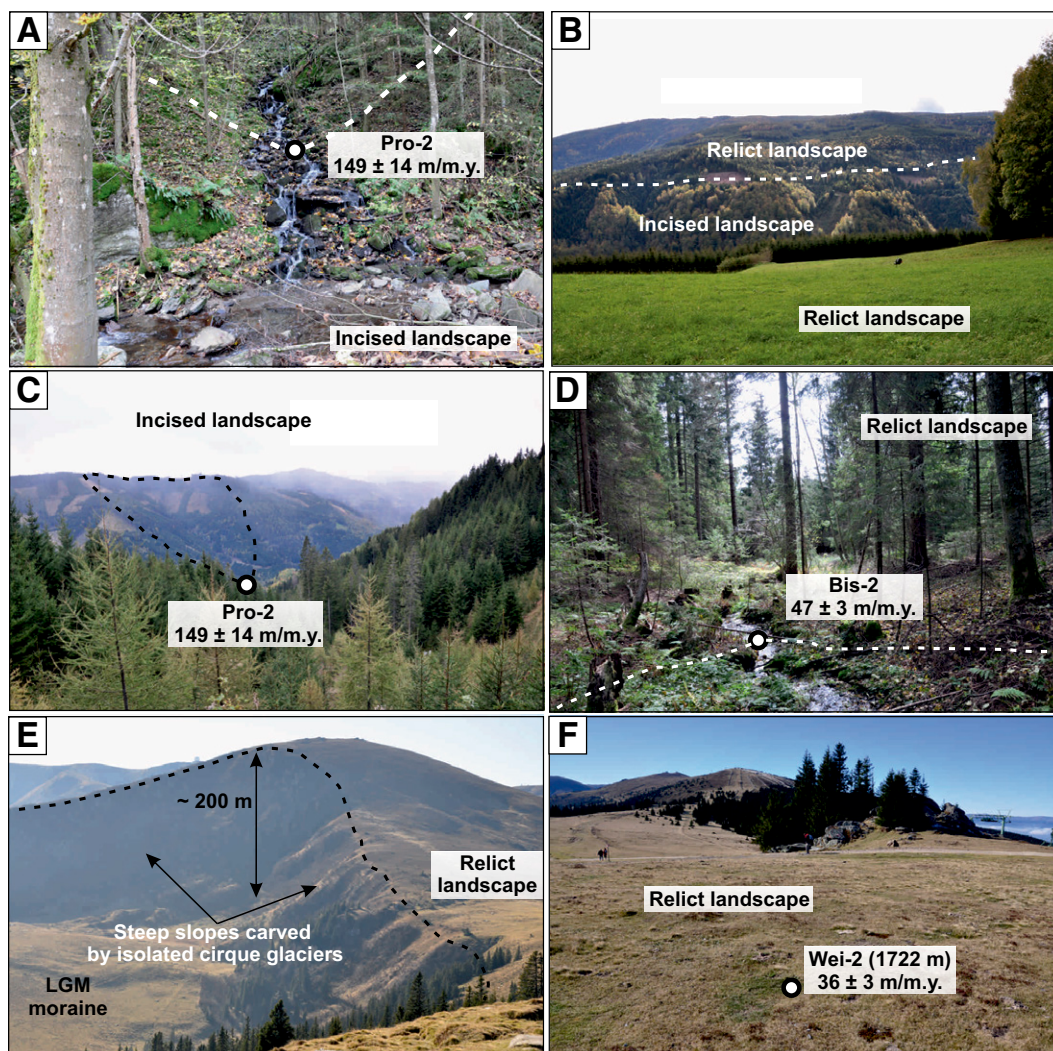 A
Pro-2
149 ± 14 m/m.y.
Incised landscape
B
Relict landscape
Incised landscape
Relict landscape
C
Incised landscape
Pro-2
149 ± 14 m/m.y.
D
Relict landscape
Bis-2
47 ± 3 m/m.y.
E
~ 200 m
Relict
landscape
Steep slopes carved
by isolated cirque glaciers
LGM
moraine
F
Relict landscape
Wei-2 (1722 m)
36 ± 3 m/m.y.